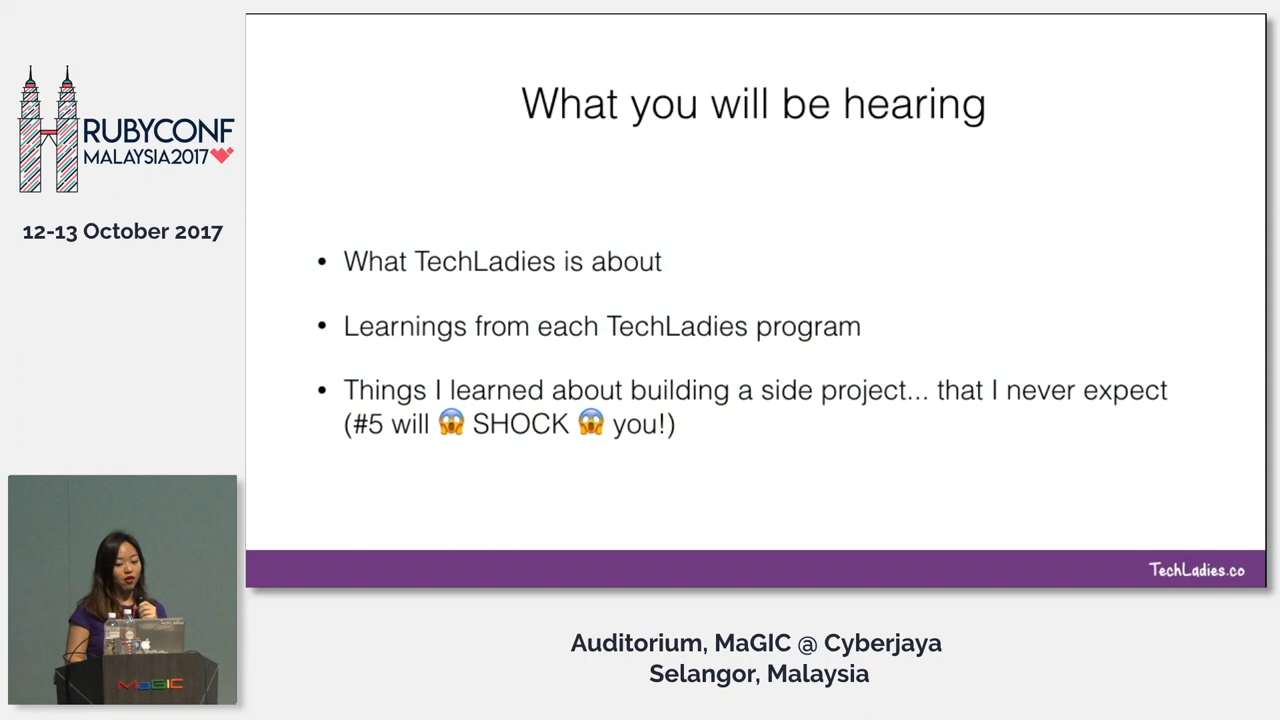 RUBYCONF
MALAYSIA2017
12-13 October 2017
What you will be hearing
• What TechLadies is about
• Learnings from each TechLadies program
• Things I learned about building a side project... that I never expect
(#5 will 😱 SHOCK 😱 you!)
TechLadies.co
MaGIC
Auditorium, MaGIC @ Cyberjaya
Selangor, Malaysia